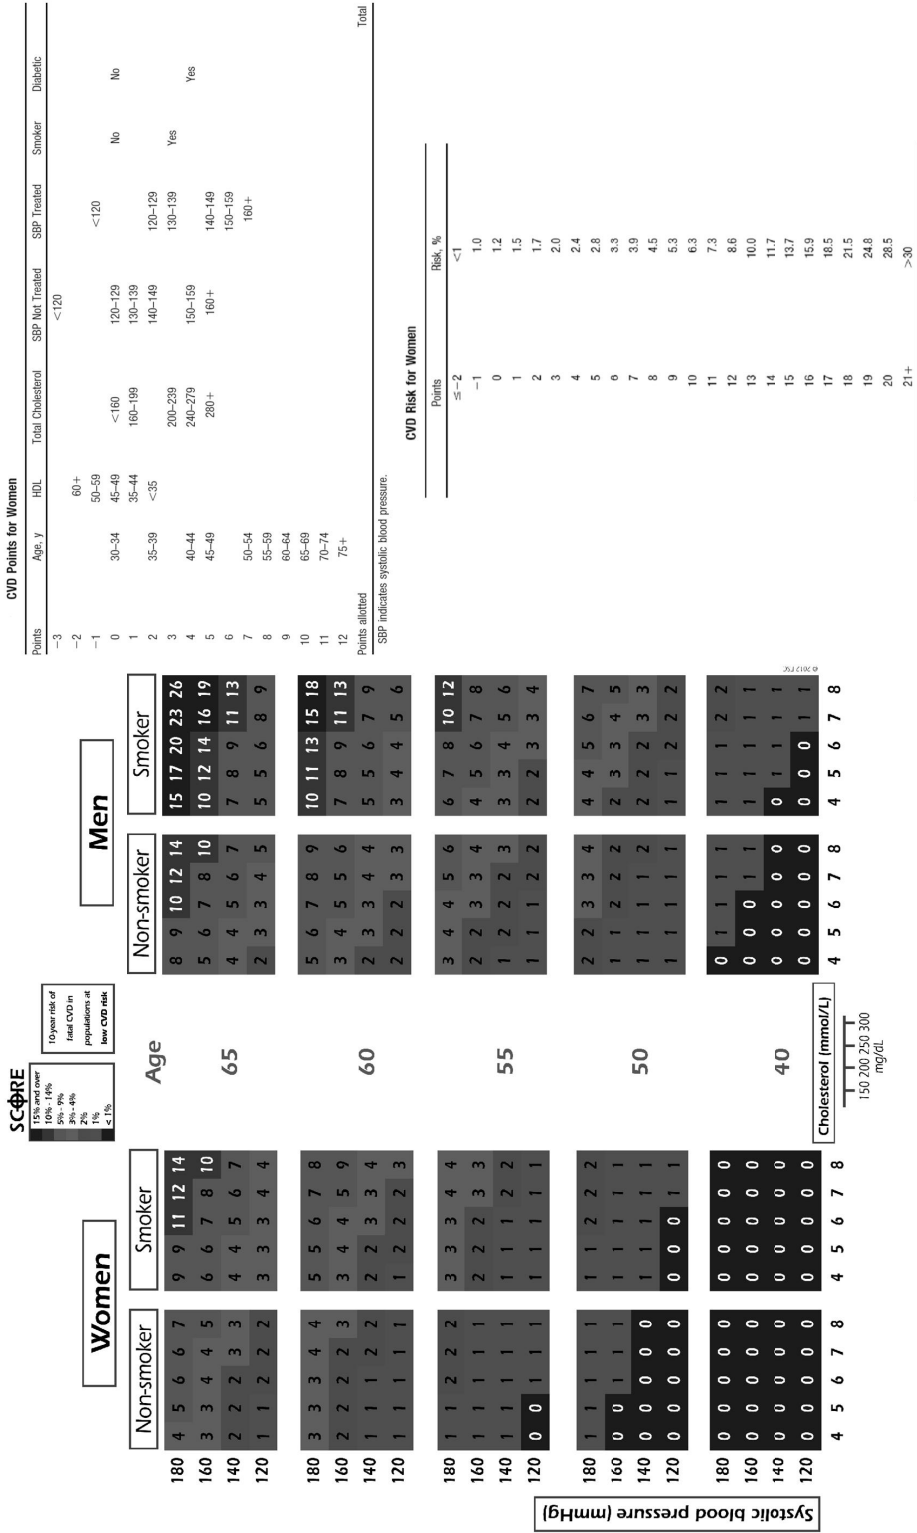 SCORE
15% and over
10% - 14%
5% - 9%
3% - 4%
2%
1%
< 1%
10-year risk of
fatal CVD in
populations at
low CVD risk
Women Men
Non-smoker Smoker Age Non-smoker Smoker
Systolic blood pressure (mmHg)
180 4 5 6 6 7 9 9 11 12 14 8 9 10 12 14 15 17 20 23 26
160 3 3 4 4 5 6 6 7 8 10 5 6 7 8 10 10 12 14 16 19
65
140 2 2 2 3 3 4 4 5 6 7 4 4 5 6 7 7 8 9 11 13
120 1 1 2 2 2 3 3 3 4 4 2 3 3 4 5 5 5 6 8 9
180 3 3 3 4 4 5 5 6 7 8 5 6 7 8 9 10 11 13 15 18
160 2 2 2 2 3 3 4 4 5 9 3 4 5 5 6 7 8 9 11 13
60
140 1 1 1 2 2 2 2 3 3 4 2 3 3 4 4 5 5 6 7 9
120 1 1 1 1 1 1 2 2 2 3 2 2 2 3 3 3 4 4 5 6
180 1 1 2 2 2 3 3 3 4 4 3 4 4 5 6 6 7 8 10 12
160 1 1 1 1 1 2 2 2 3 3 2 2 3 3 4 4 5 6 7 8
55
140 1 1 1 1 1 1 1 1 2 2 1 2 2 2 3 3 3 4 5 6
120 0 0 1 1 1 1 1 1 1 1 1 1 1 2 2 2 2 3 3 4
180 1 1 1 1 1 1 1 2 2 2 2 2 3 3 4 4 4 5 6 7
160 0 0 1 1 1 1 1 1 1 1 1 1 2 2 2 2 3 3 4 5
50
140 0 0 0 0 0 1 1 1 1 1 1 1 1 1 2 2 2 2 3 3
120 0 0 0 0 0 0 0 0 1 1 1 1 1 1 1 1 1 2 2 2
180 0 0 0 0 0 0 0 0 0 0 0 1 1 1 1 1 1 1 2 2
160 0 0 0 0 0 0 0 0 0 0 0 0 0 1 1 1 1 1 1 1
40
140 0 0 0 0 0 0 0 0 0 0 0 0 0 0 0 0 1 1 1 1
120 0 0 0 0 0 0 0 0 0 0 0 0 0 0 0 0 0 0 1 1
© 2012 ESC
4 5 6 7 8 4 5 6 7 8 4 5 6 7 8 4 5 6 7 8
Cholesterol (mmol/L)
150 200 250 300
mg/dL
CVD Points for Women
Points Age, y HDL Total Cholesterol SBP Not Treated SBP Treated Smoker Diabetic
−3 <120
−2 60+
−1 50–59 <120
0 30–34 45–49 <160 120–129 No No
1 35–44 160–199 130–139
2 35–39 <35 140–149 120–129
3 200–239 130–139 Yes
4 40–44 240–279 150–159 Yes
5 45–49 280+ 160+ 140–149
6 150–159
7 50–54 160+
8 55–59
9 60–64
10 65–69
11 70–74
12 75+
Points allotted Total
SBP indicates systolic blood pressure.
CVD Risk for Women
Points Risk, %
≤−2 <1
−1 1.0
0 1.2
1 1.5
2 1.7
3 2.0
4 2.4
5 2.8
6 3.3
7 3.9
8 4.5
9 5.3
10 6.3
11 7.3
12 8.6
13 10.0
14 11.7
15 13.7
16 15.9
17 18.5
18 21.5
19 24.8
20 28.5
21+ >30